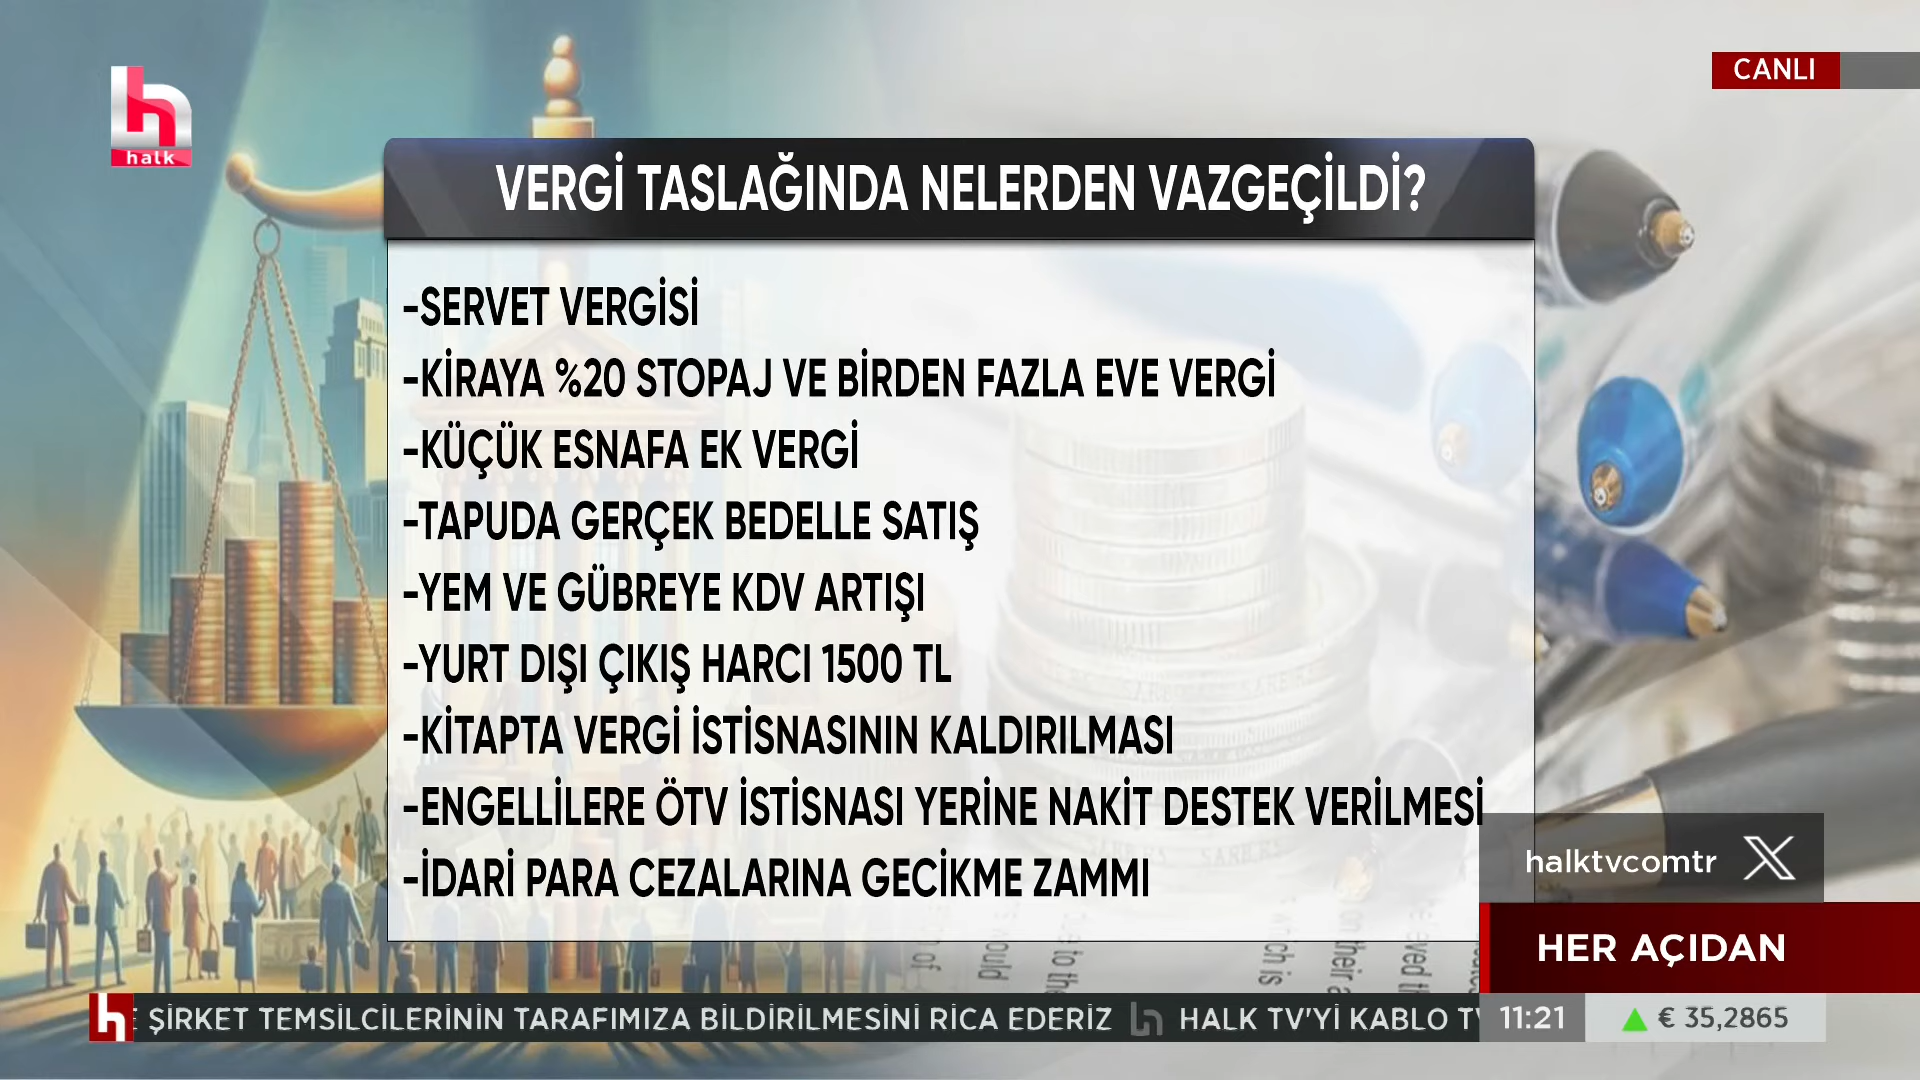 halk
CANLI
VERGİ TASLAĞINDA NELERDEN VAZGEÇİLDİ?
-SERVET VERGİSİ
-KİRAYA %20 STOPAJ VE BİRDEN FAZLA EVE VERGİ
-KÜÇÜK ESNAFA EK VERGİ
-TAPUDA GERÇEK BEDELLE SATIŞ
-YEM VE GÜBREYE KDV ARTIŞI
-YURT DIŞI ÇIKIŞ HARCI 1500 TL
-KİTAPTA VERGİ İSTİSNASININ KALDIRILMASI
-ENGELLİLERE ÖTV İSTİSNASI YERİNE NAKİT DESTEK VERİLMESİ
-İDARİ PARA CEZALARINA GECİKME ZAMMI
halktvcomtr X
HER AÇIDAN
ŞİRKET TEMSİLCİLERİNİN TARAFIMIZA BİLDİRİLMESİNİ RİCA EDERİZ h HALK TV'Yİ KABLO
11:21 € 35,2865